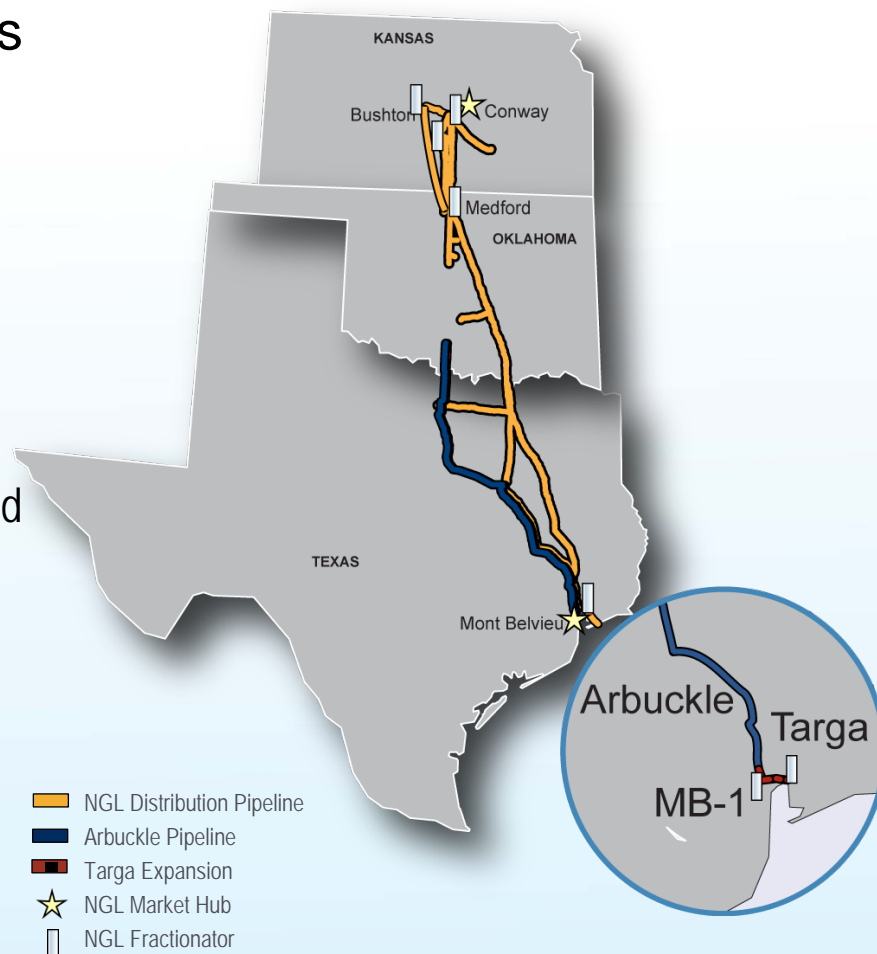 s
KANSAS
Bushton
Conway
Medford
OKLAHOMA
d
TEXAS
Mont Belvieu
Arbuckle
Targa
MB-1
NGL Distribution Pipeline
Arbuckle Pipeline
Targa Expansion
NGL Market Hub
NGL Fractionator